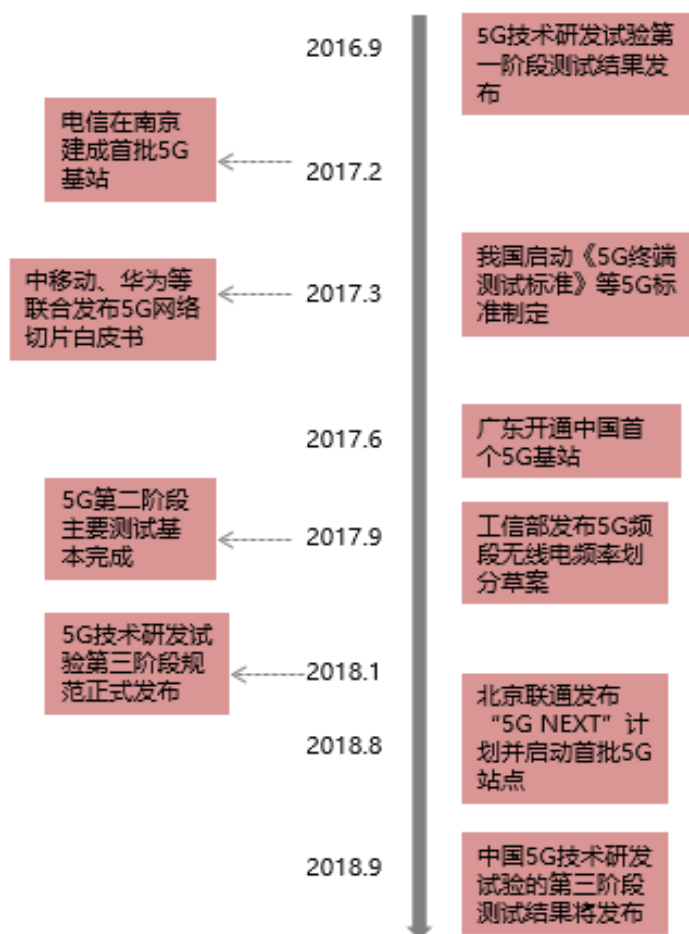 2016.9
5G技术研发试验第
一阶段测试结果发
布
电信在南京
建成首批5G
基站
2017.2
中移动、华为等
联合发布5G网络
切片白皮书
2017.3
我国启动《5G终端
测试标准》等5G标
准制定
2017.6
广东开通中国首
个5G基站
5G第二阶段
主要测试基
本完成
2017.9
工信部发布5G频
段无线电频率划
分草案
5G技术研发试
验第三阶段规
范正式发布
2018.1
2018.8
北京联通发布
“5G NEXT”计
划并启动首批5G
站点
2018.9
中国5G技术研发
试验的第三阶段
测试结果将发布